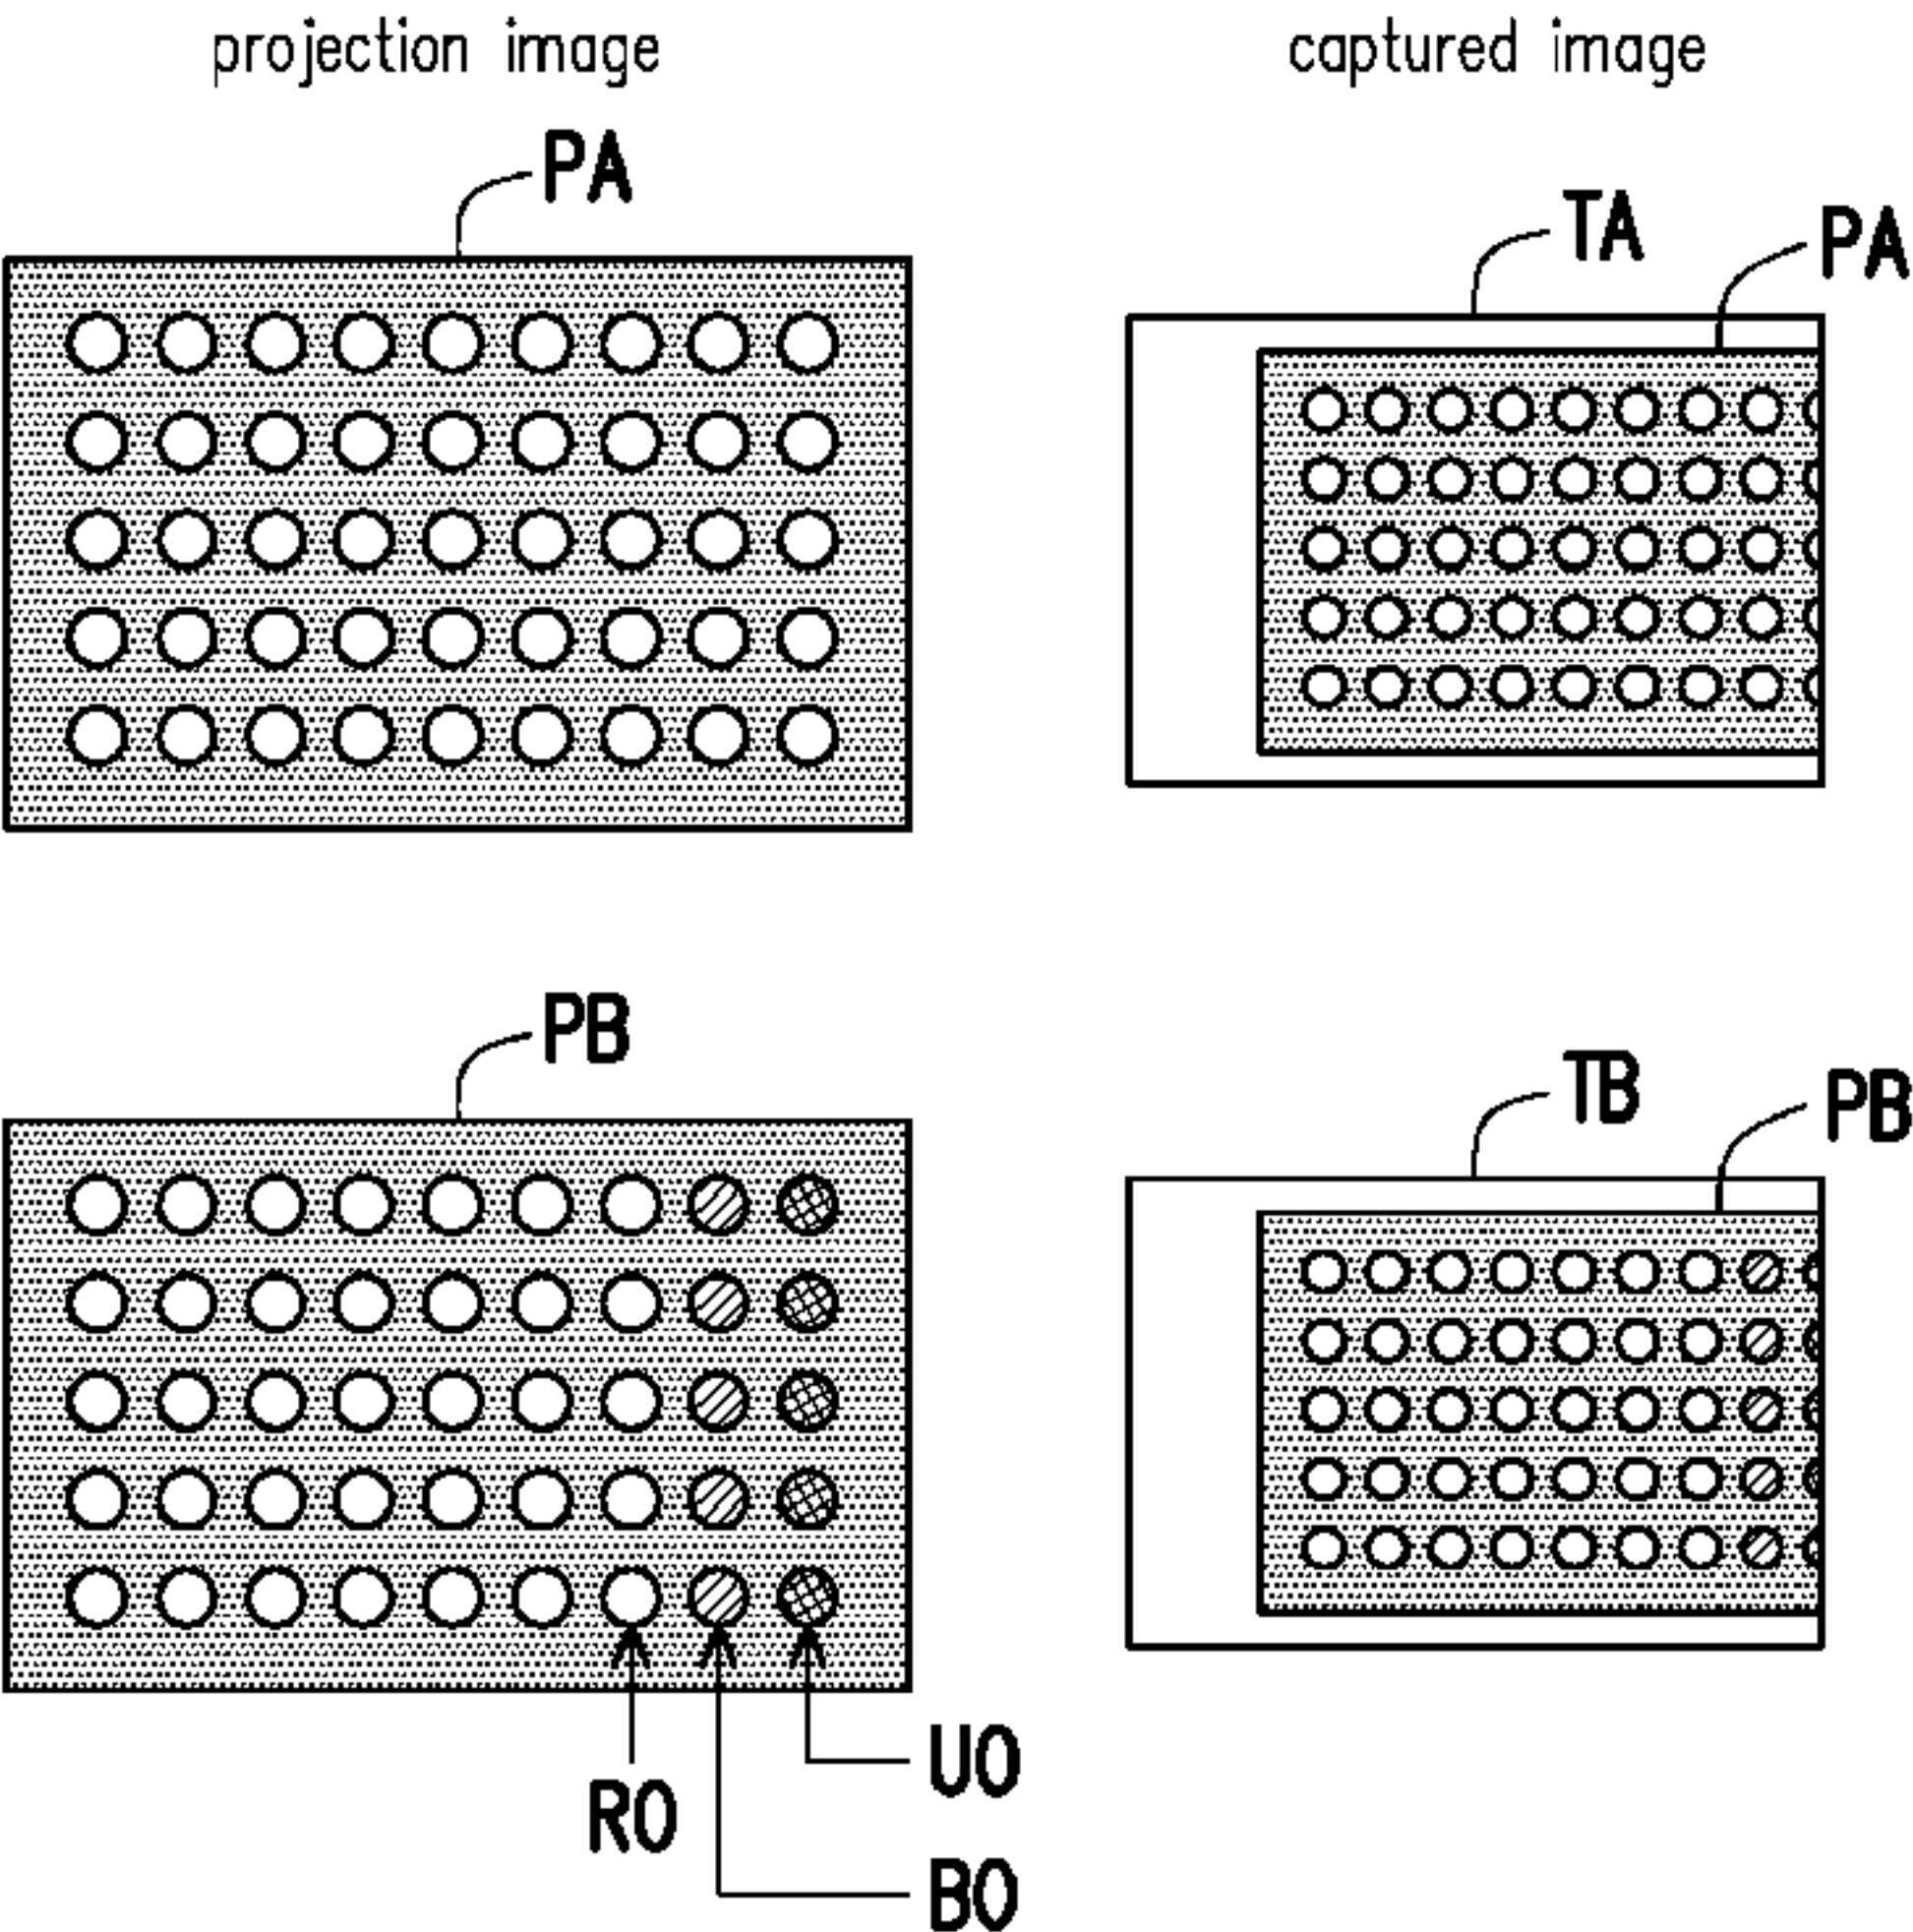 projection image
captured image
PA
TA
PA
PB
TB
PB
UO
RO
BO